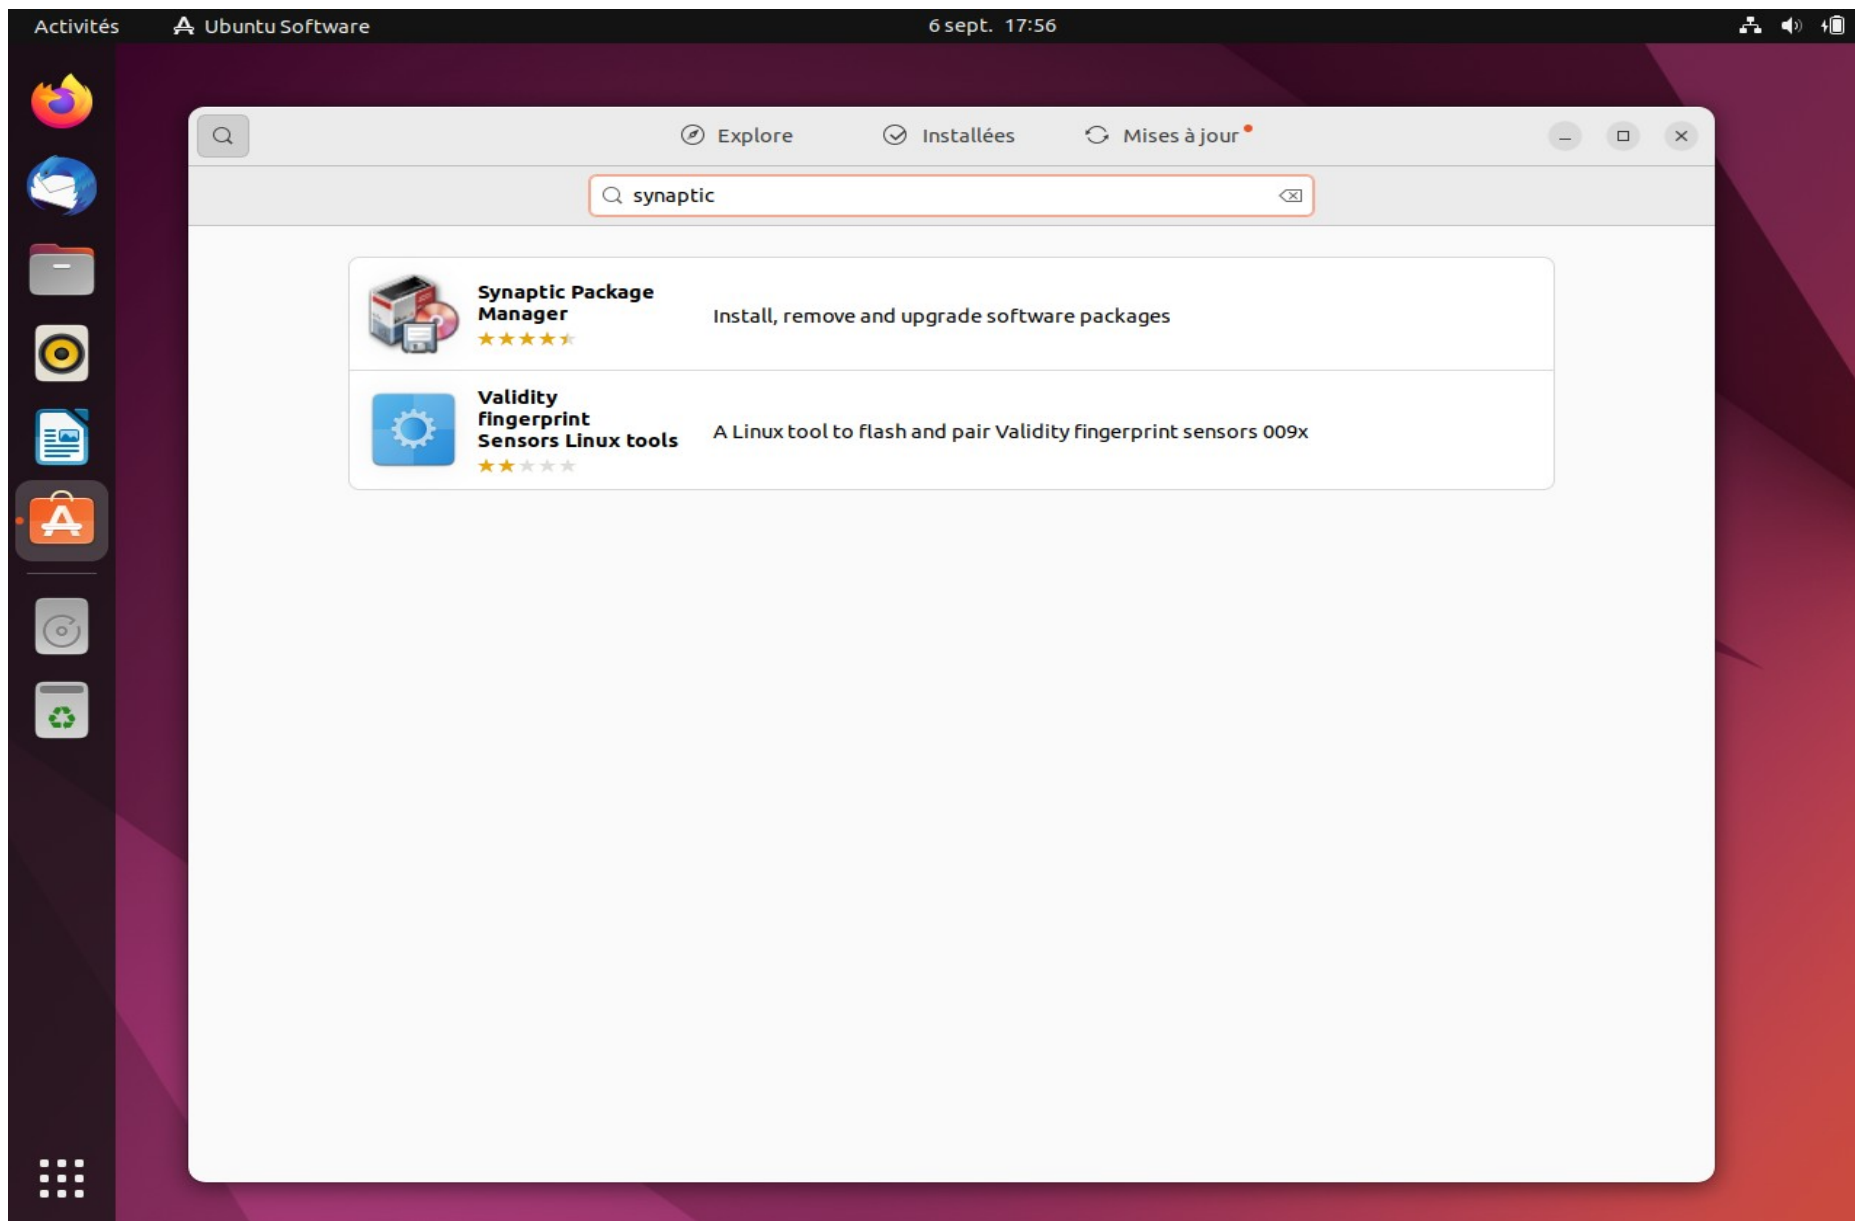 Activités Ubuntu Software 6 sept. 17:56
Explore Installées Mises à jour
synaptic
Synaptic Package
Manager
Install, remove and upgrade software packages
Validity
fingerprint
Sensors Linux tools
A Linux tool to flash and pair Validity fingerprint sensors 009x